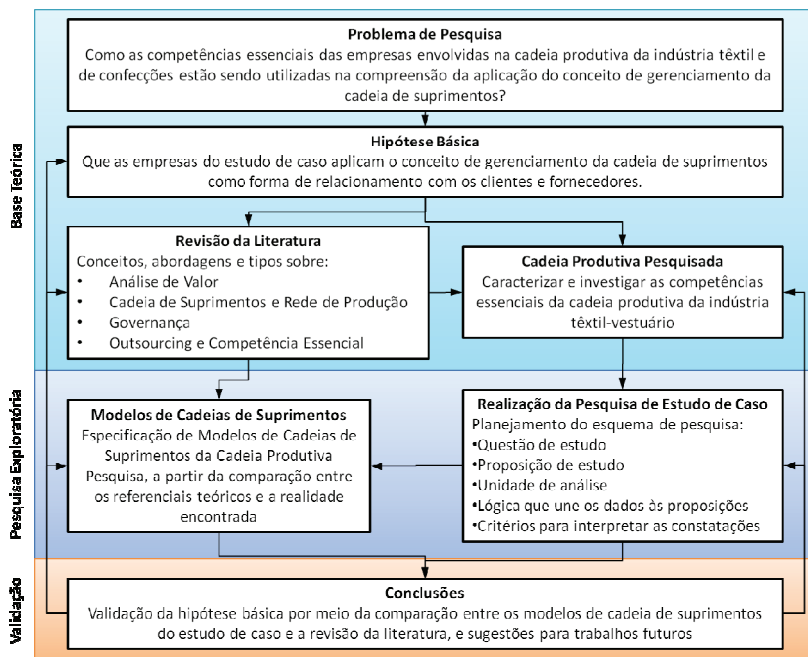 Problema de Pesquisa
Como as competências essenciais das empresas envolvidas na cadeia produtiva da indústria têxtil e
de confecções estão sendo utilizadas na compreensão da aplicação do conceito de gerenciamento da
cadeia de suprimentos?
Hipótese Básica
Que as empresas do estudo de caso aplicam o conceito de gerenciamento da cadeia de suprimentos
como forma de relacionamento com os clientes e fornecedores.
Base Teórica
Revisão da Literatura
Conceitos, abordagens e tipos sobre:
• Análise de Valor
• Cadeia de Suprimentos e Rede de Produção
• Governança
• Outsourcing e Competência Essencial
Cadeia Produtiva Pesquisada
Caracterizar e investigar as competências
essenciais da cadeia produtiva da indústria
têxtil-vestuário
Pesquisa Exploratória
Modelos de Cadeias de Suprimentos
Especificação de Modelos de Cadeias de
Suprimentos da Cadeia Produtiva
Pesquisa, a partir da comparação entre
os referenciais teóricos e a realidade
encontrada
Realização da Pesquisa de Estudo de Caso
Planejamento do esquema de pesquisa:
•Questão de estudo
•Proposição de estudo
•Unidade de análise
•Lógica que une os dados às proposições
•Critérios para interpretar as constatações
Validação
Conclusões
Validação da hipótese básica por meio da comparação entre os modelos de cadeia de suprimentos
do estudo de caso e a revisão da literatura, e sugestões para trabalhos futuros